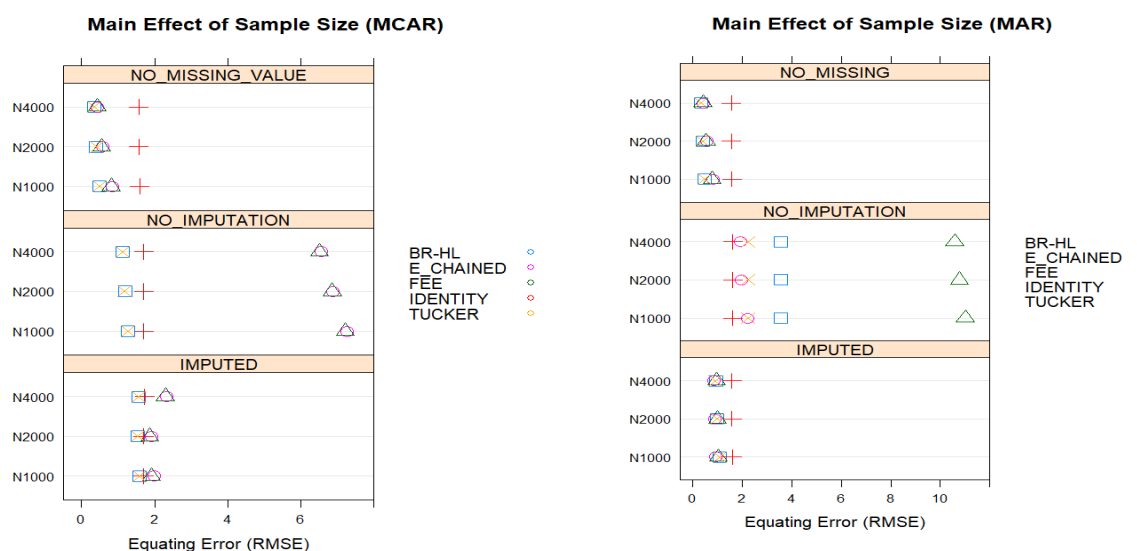 Main Effect of Sample Size (MCAR)
NO_MISSING_VALUE
N4000
N2000
N1000
NO_IMPUTATION
N4000
N2000
N1000
IMPUTED
N4000
N2000
N1000
0 2 4 6
Equating Error (RMSE)
BR-HL
E_CHAINED
FEE
IDENTITY
TUCKER
Main Effect of Sample Size (MAR)
NO_MISSING
N4000
N2000
N1000
NO_IMPUTATION
N4000
N2000
N1000
IMPUTED
N4000
N2000
N1000
0 2 4 6 8 10
Equating Error (RMSE)
BR-HL
E_CHAINED
FEE
IDENTITY
TUCKER